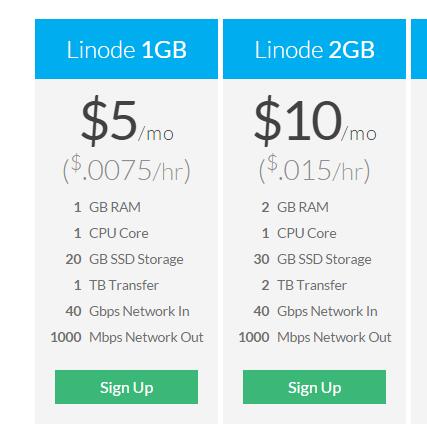 Linode 1GB
$5/mo
($.0075/hr)
1 GB RAM
1 CPU Core
20 GB SSD Storage
1 TB Transfer
40 Gbps Network In
1000 Mbps Network Out
Sign Up
Linode 2GB
$10/mo
($.015/hr)
2 GB RAM
1 CPU Core
30 GB SSD Storage
2 TB Transfer
40 Gbps Network In
1000 Mbps Network Out
Sign Up